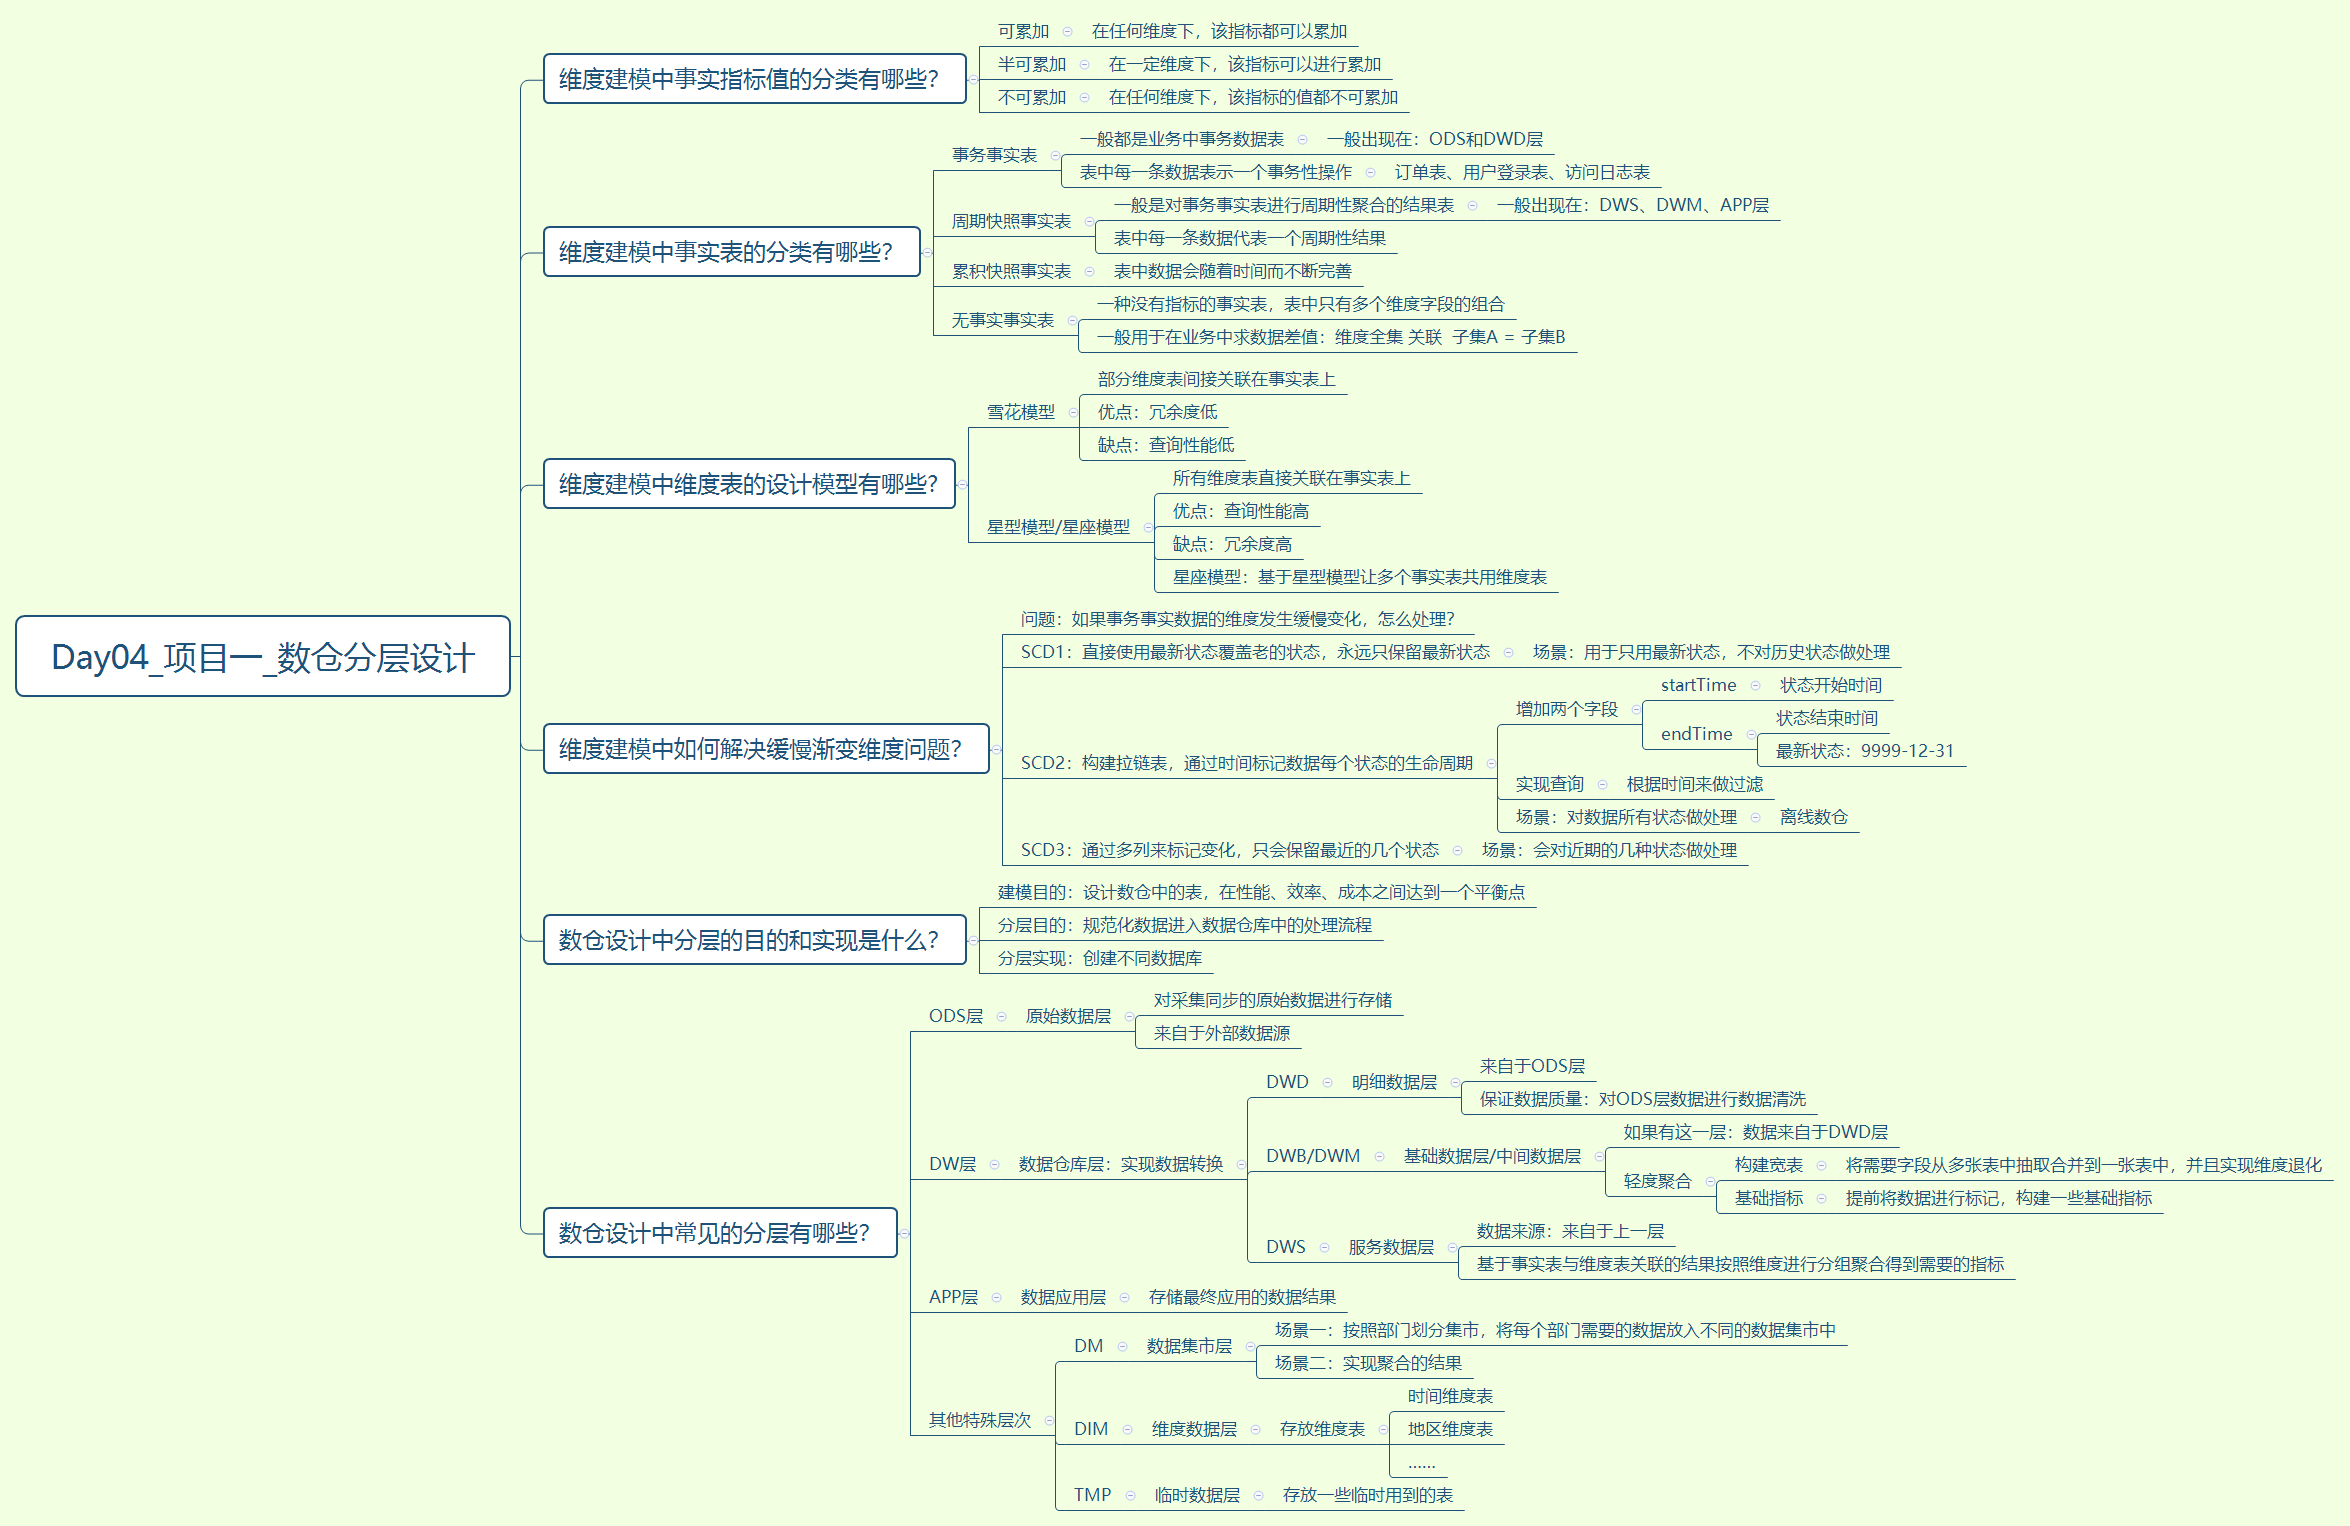 Day04_项目一_数仓分层设计
维度建模中事实指标值的分类有哪些？
可累加
在任何维度下，该指标都可以累加
半可累加
在一定维度下，该指标可以进行累加
不可累加
在任何维度下，该指标的值都不可累加
维度建模中事实表的分类有哪些？
事务事实表
一般都是业务中事务数据表
一般出现在：ODS和DWD层
表中每一条数据表示一个事务性操作
订单表、用户登录表、访问日志表
周期快照事实表
一般是对事务事实表进行周期性聚合的结果表
一般出现在：DWS、DWM、APP层
表中每一条数据代表一个周期性结果
累积快照事实表
表中数据会随着时间而不断完善
无事实事实表
一种没有指标的事实表，表中只有多个维度字段的组合
一般用于在业务中求数据差值：维度全集 关联  子集A = 子集B
维度建模中维度表的设计模型有哪些?
雪花模型
部分维度表间接关联在事实表上
优点：冗余度低
缺点：查询性能低
星型模型/星座模型
所有维度表直接关联在事实表上
优点：查询性能高
缺点：冗余度高
星座模型：基于星型模型让多个事实表共用维度表
维度建模中如何解决缓慢渐变维度问题？
问题：如果事务事实数据的维度发生缓慢变化，怎么处理？
SCD1：直接使用最新状态覆盖老的状态，永远只保留最新状态
场景：用于只用最新状态，不对历史状态做处理
SCD2：构建拉链表，通过时间标记数据每个状态的生命周期
增加两个字段
startTime
状态开始时间
endTime
状态结束时间
最新状态：9999-12-31
实现查询
根据时间来做过滤
场景：对数据所有状态做处理
离线数仓
SCD3：通过多列来标记变化，只会保留最近的几个状态
场景：会对近期的几种状态做处理
数仓设计中分层的目的和实现是什么？
建模目的：设计数仓中的表，在性能、效率、成本之间达到一个平衡点
分层目的：规范化数据进入数据仓库中的处理流程
分层实现：创建不同数据库
数仓设计中常见的分层有哪些？
ODS层
原始数据层
对采集同步的原始数据进行存储
来自于外部数据源
DW层
数据仓库层：实现数据转换
DWD
明细数据层
来自于ODS层
保证数据质量：对ODS层数据进行数据清洗
DWB/DWM
基础数据层/中间数据层
如果有这一层：数据来自于DWD层
轻度聚合
构建宽表
将需要字段从多张表中抽取合并到一张表中，并且实现维度退化
基础指标
提前将数据进行标记，构建一些基础指标
DWS
服务数据层
数据来源：来自于上一层
基于事实表与维度表关联的结果按照维度进行分组聚合得到需要的指标
APP层
数据应用层
存储最终应用的数据结果
其他特殊层次
DM
数据集市层
场景一：按照部门划分集市，将每个部门需要的数据放入不同的数据集市中
场景二：实现聚合的结果
DIM
维度数据层
存放维度表
时间维度表
地区维度表
……
TMP
临时数据层
存放一些临时用到的表